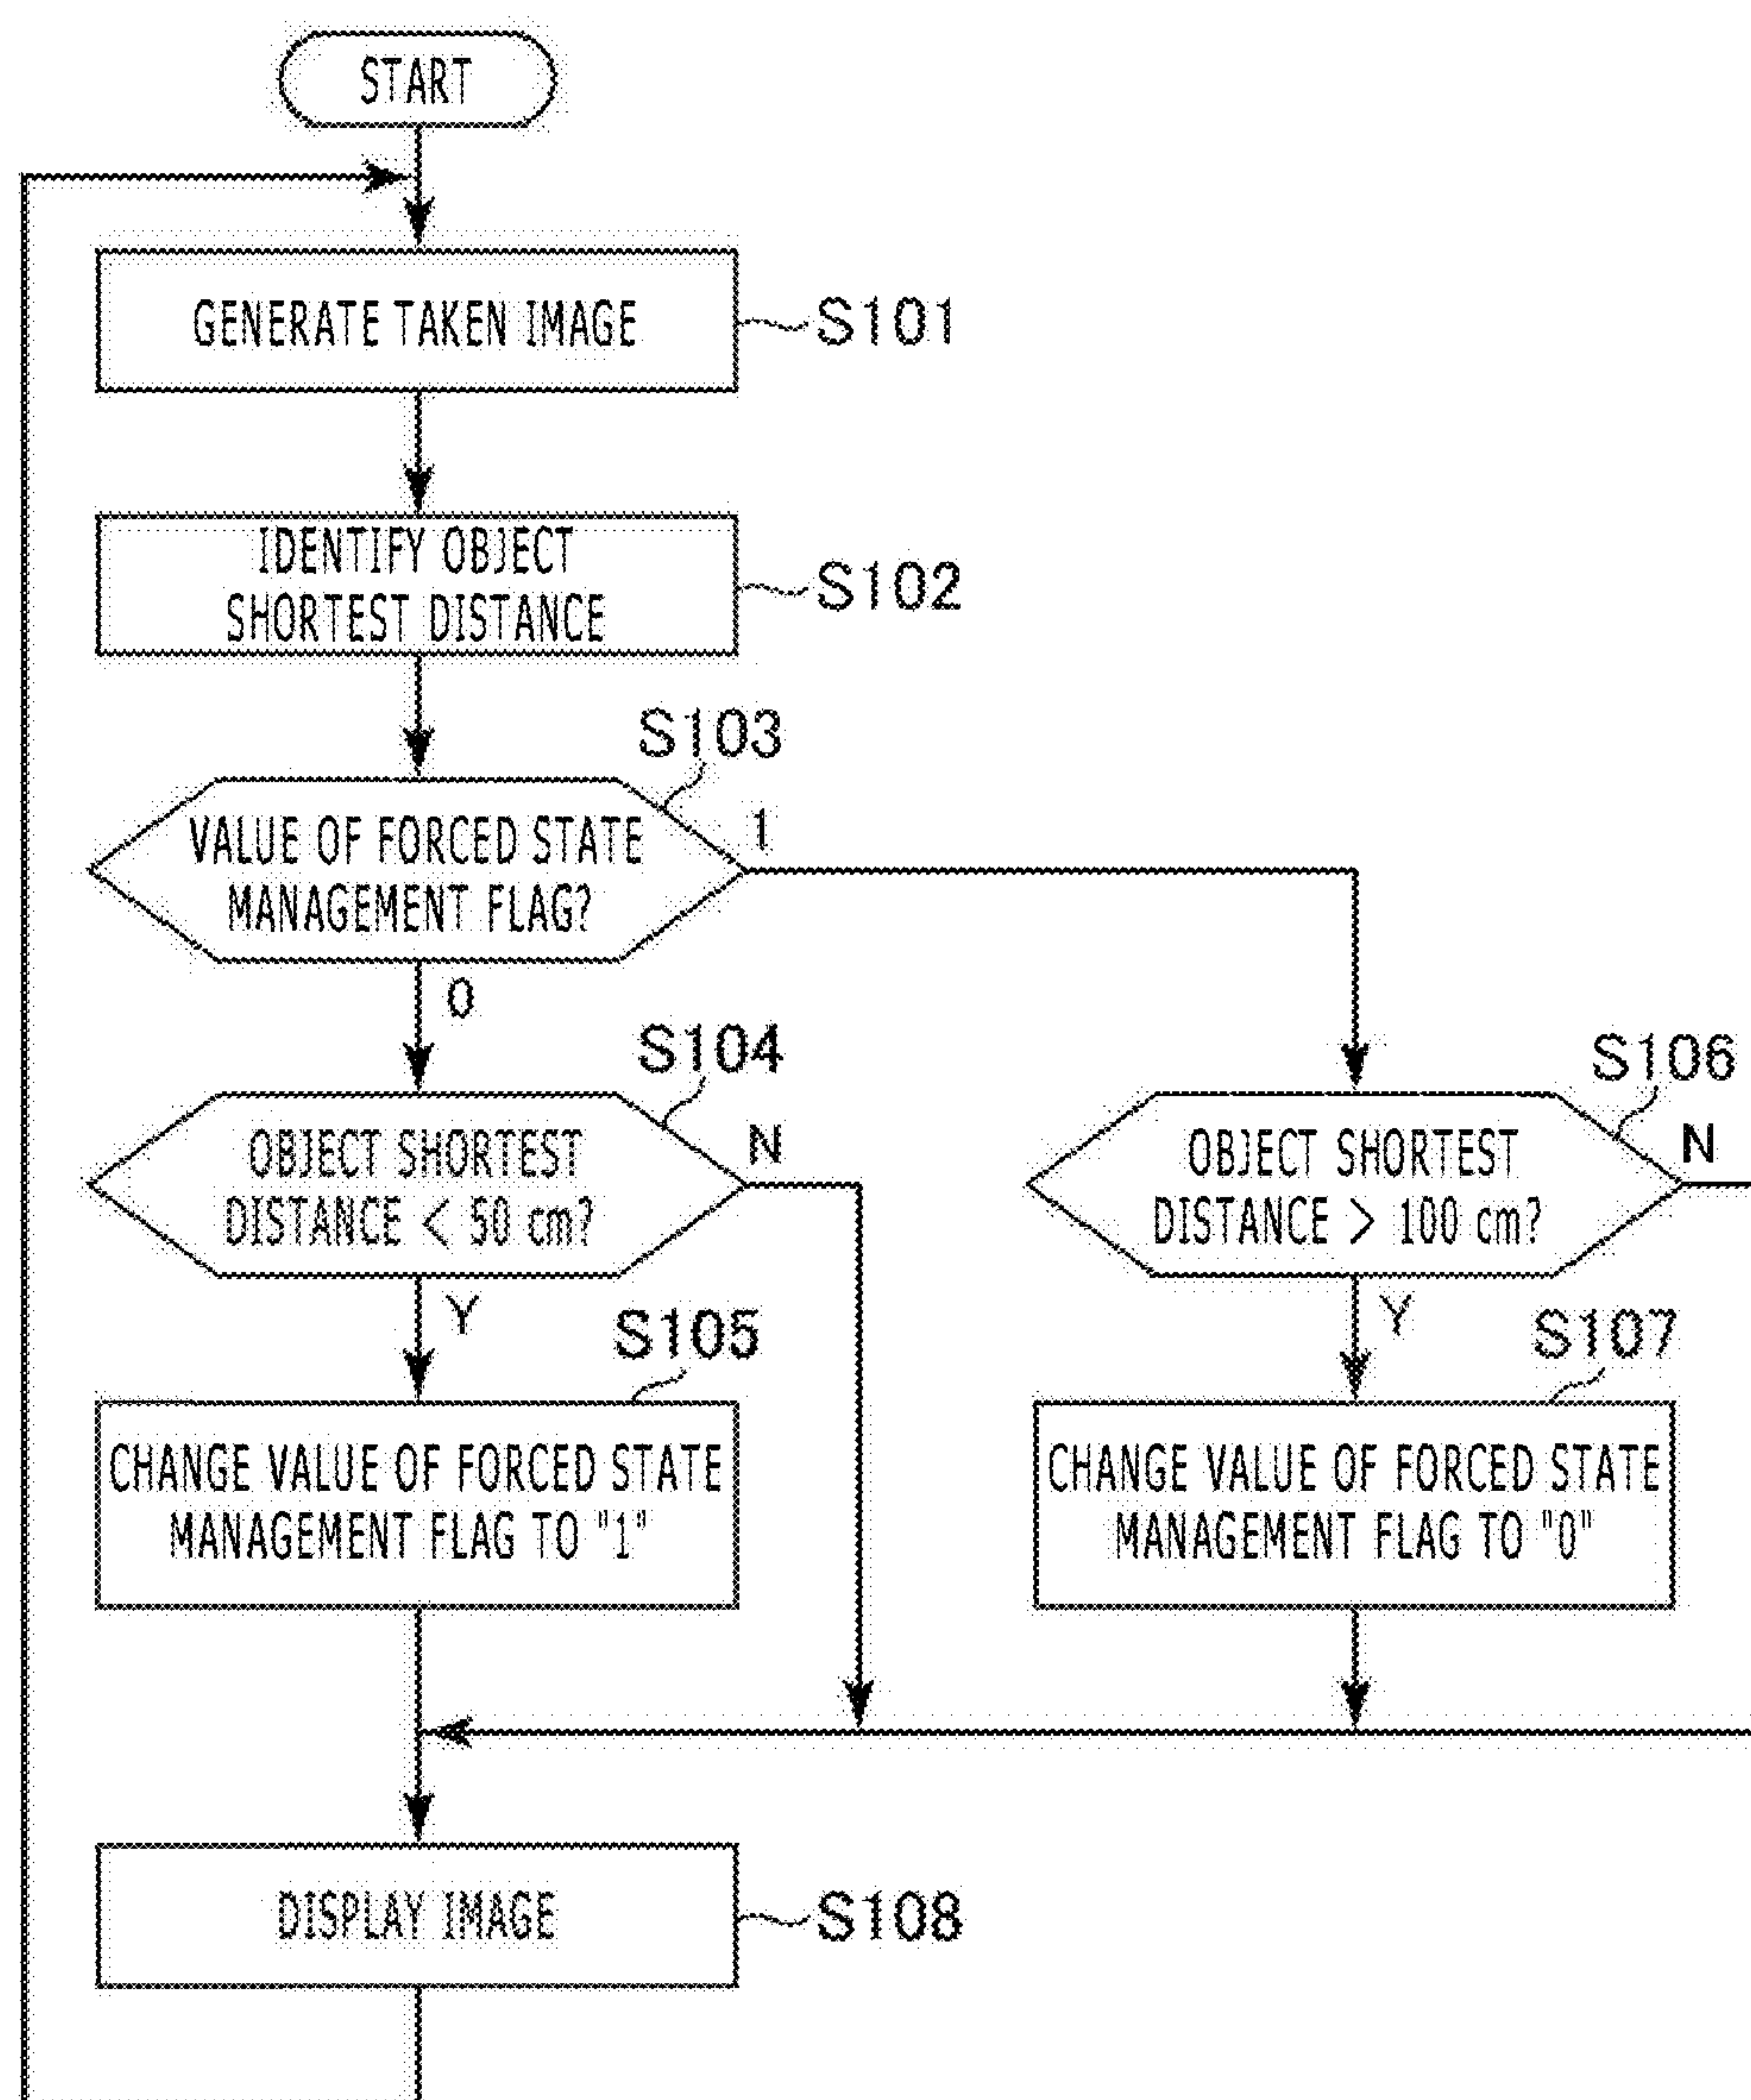 START
GENERATE TAKEN IMAGE
S101
IDENTIFY OBJECT
SHORTEST DISTANCE
S102
S103
VALUE OF FORCED STATE
MANAGEMENT FLAG?
1
0
S104
OBJECT SHORTEST
DISTANCE < 50 cm?
N
Y
S106
OBJECT SHORTEST
DISTANCE > 100 cm?
N
Y
S105
CHANGE VALUE OF FORCED STATE
MANAGEMENT FLAG TO "1"
S107
CHANGE VALUE OF FORCED STATE
MANAGEMENT FLAG TO "0"
DISPLAY IMAGE
S108